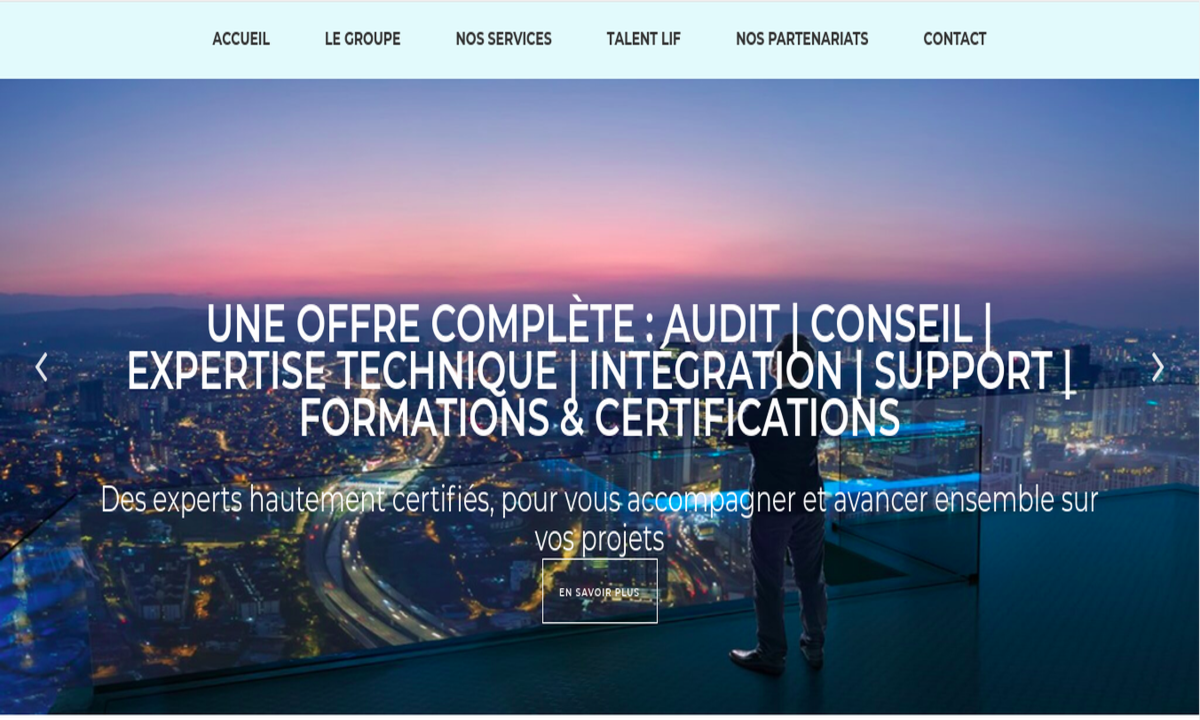 ACCUEIL LE GROUPE NOS SERVICES TALENT LIF NOS PARTENARIATS CONTACT
UNE OFFRE COMPLÈTE : AUDIT | CONSEIL |
EXPERTISE TECHNIQUE | INTÉGRATION | SUPPORT |
FORMATIONS & CERTIFICATIONS
Des experts hautement certifiés, pour vous accompagner et avancer ensemble sur
vos projets
EN SAVOIR PLUS